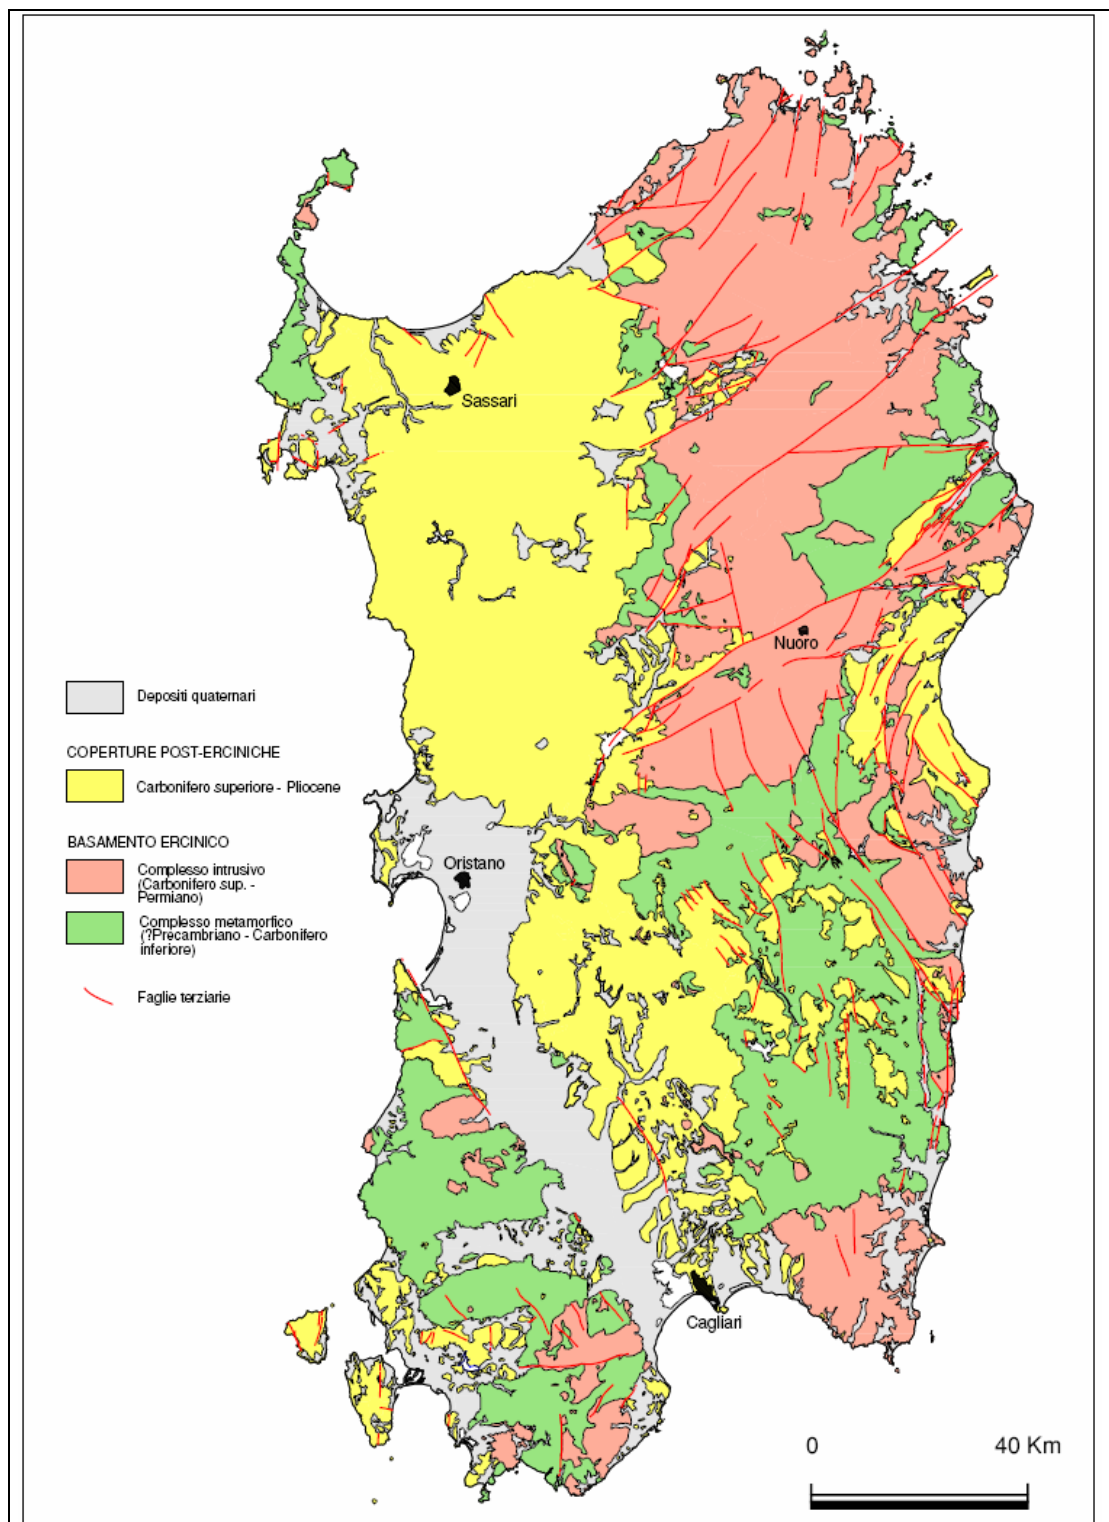 Sassari
Nuoro
Depositi quaternari
COPERTURE POST-ERCINICHE
Carbonifero superiore - Pliocene
BASAMENTO ERCINICO
Complesso intrusivo
(Carbonifero sup. -
Permiano)
Complesso metamorfico
(?Precambriano - Carbonifero
inferiore)
Faglie terziarie
Oristano
Cagliari
0 40 Km